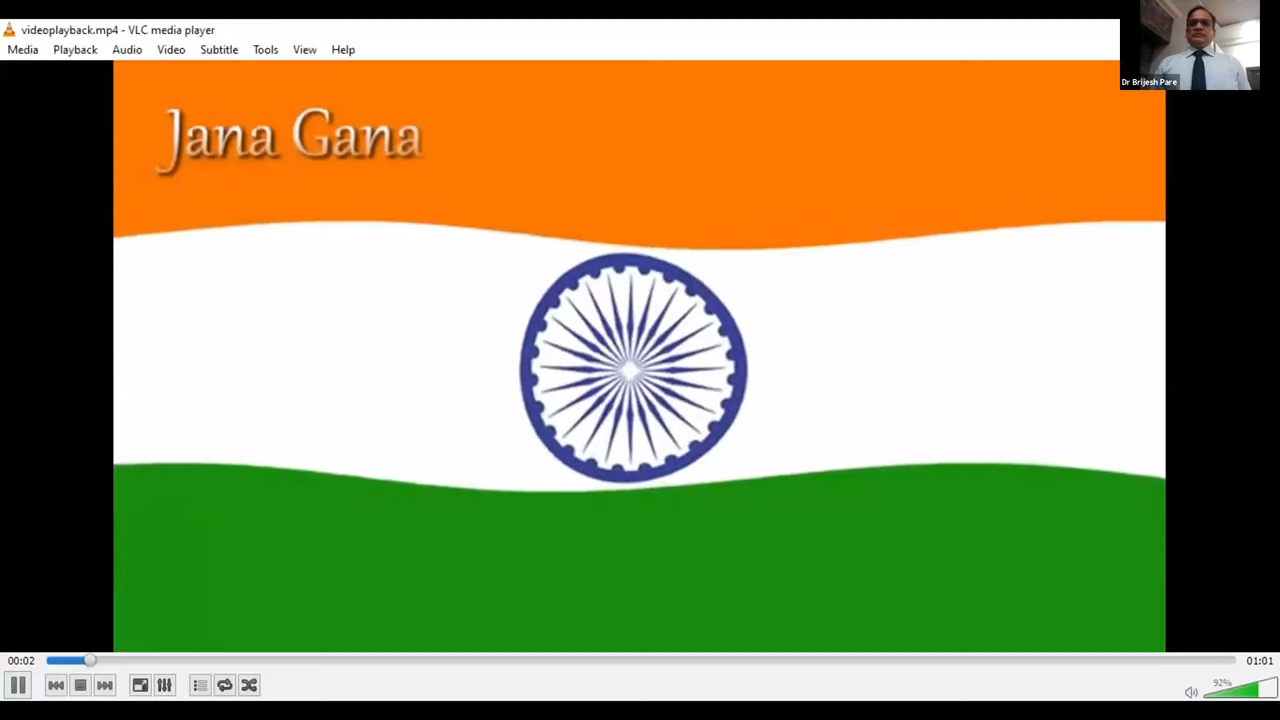 videoplayback.mp4 - VLC media player
Media Playback Audio Video Subtitle Tools View Help
Dr Brijesh Pare
Jana Gana
00:02
01:01
92%